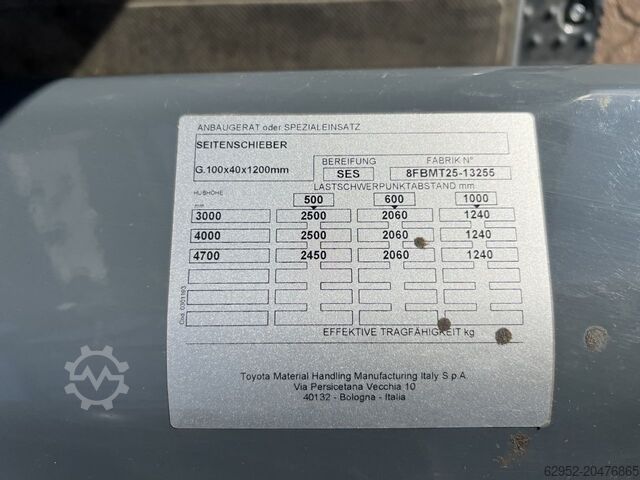 ANBAUGERÄT oder SPEZIALEINSATZ
SEITENSCHIEBER
G.100x40x1200mm
BEREIFUNG
SES
FABRIK N°
8FBMT25-13255
HUBHÖHE
mm
LASTSCHWERPUNKTABSTAND mm
500 600 1000
3000 2500 2060 1240
4000 2500 2060 1240
4700 2450 2060 1240
EFFEKTIVE TRAGFÄHIGKEIT kg
Toyota Material Handling Manufacturing Italy S.p.A.
Via Persicetana Vecchia 10
40132 - Bologna - Italia
62952-20476865